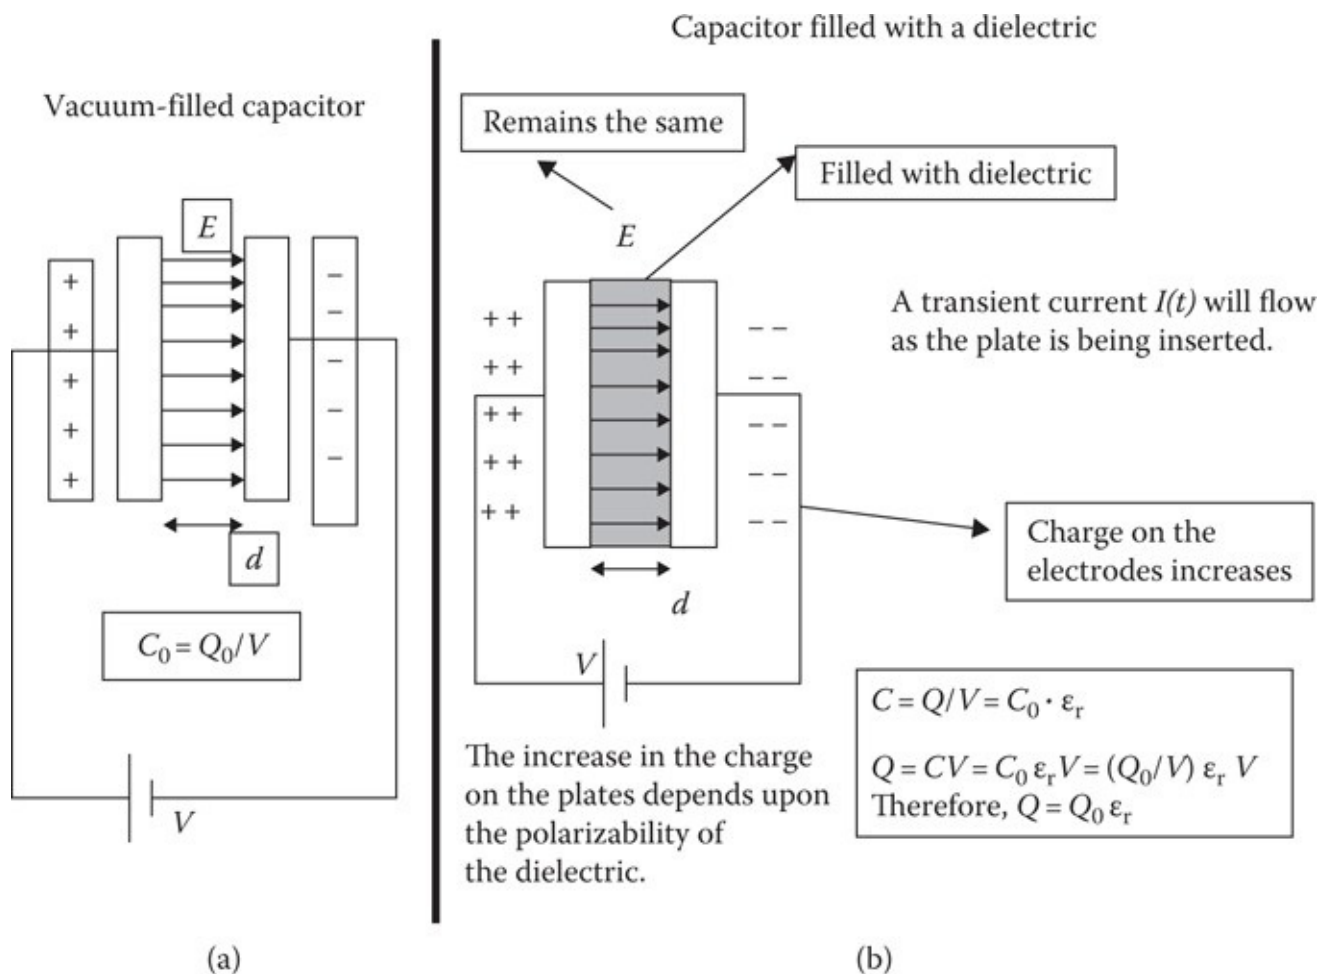 Vacuum-filled capacitor
E
+
+
+
+
+
–
–
–
–
–
d
C₀ = Q₀/V
V
(a)
Capacitor filled with a dielectric
Remains the same
Filled with dielectric
E
A transient current I(t) will flow
as the plate is being inserted.
+ +
+ +
+ +
+ +
+ +
– –
– –
– –
– –
– –
d
Charge on the
electrodes increases
V
The increase in the charge
on the plates depends upon
the polarizability of
the dielectric.
C = Q/V = C₀ · εᵣ
Q = CV = C₀ εᵣV = (Q₀/V) εᵣ V
Therefore, Q = Q₀ εᵣ
(b)